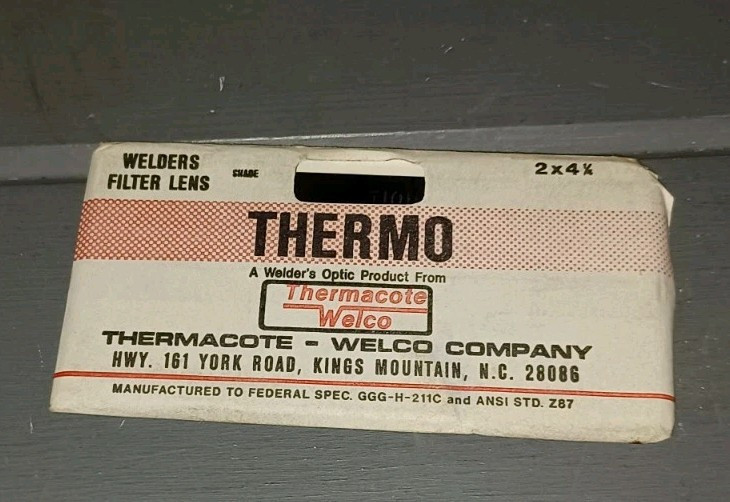 WELDERS
FILTER LENS
SHADE
2x4¼
THERMO
A Welder's Optic Product From
Thermacote
Welco
THERMACOTE - WELCO COMPANY
HWY. 161 YORK ROAD, KINGS MOUNTAIN, N.C. 28086
MANUFACTURED TO FEDERAL SPEC. GGG-H-211C and ANSI STD. Z87